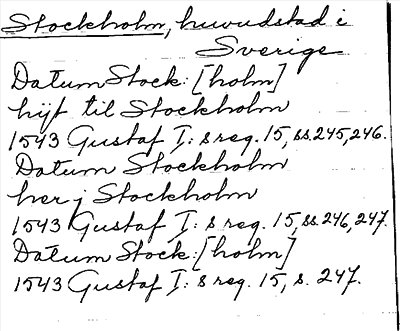 Stockholm, huvudstad i
Sverige
Datum Stock: [holm]
hijt til Stockholm
1543 Gustaf I: s reg. 15, ss. 245, 246.
Datum Stockholm
her j Stockholm
1543 Gustaf I: s reg. 15, ss. 246, 247.
Datum Stock: [holm]
1543 Gustaf I: s reg. 15, s. 247.